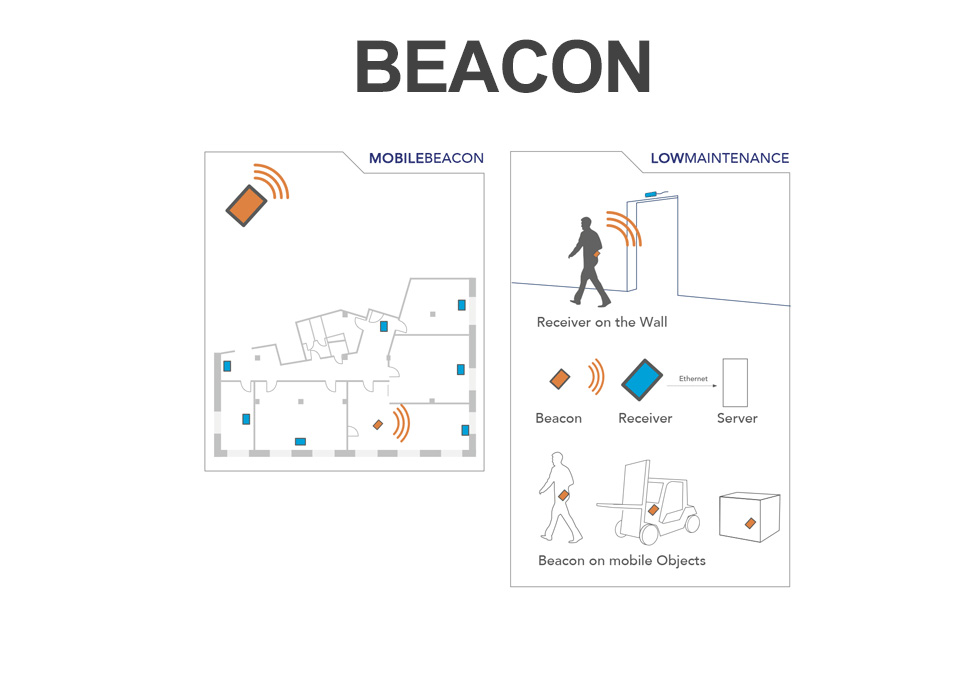 BEACON
MOBILEBEACON
LOWMAINTENANCE
Receiver on the Wall
Ethernet
Beacon Receiver Server
Beacon on mobile Objects